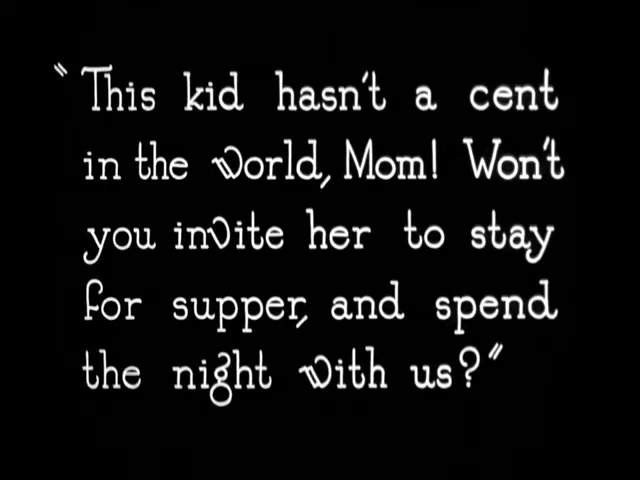 "This kid hasn't a cent
in the world, Mom! Won't
you invite her to stay
for supper, and spend
the night with us?"